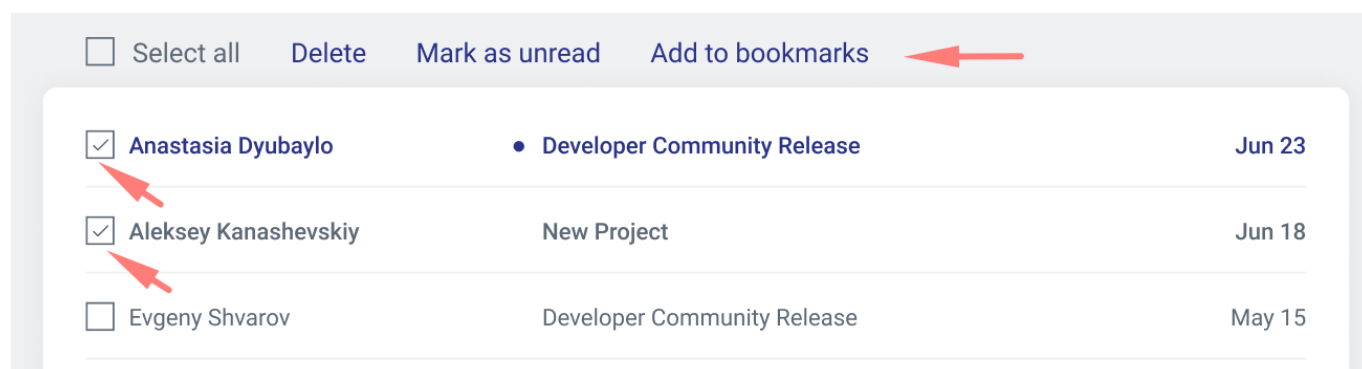 Select all Delete Mark as unread Add to bookmarks
Anastasia Dyubaylo • Developer Community Release Jun 23
Aleksey Kanashevskiy New Project Jun 18
Evgeny Shvarov Developer Community Release May 15